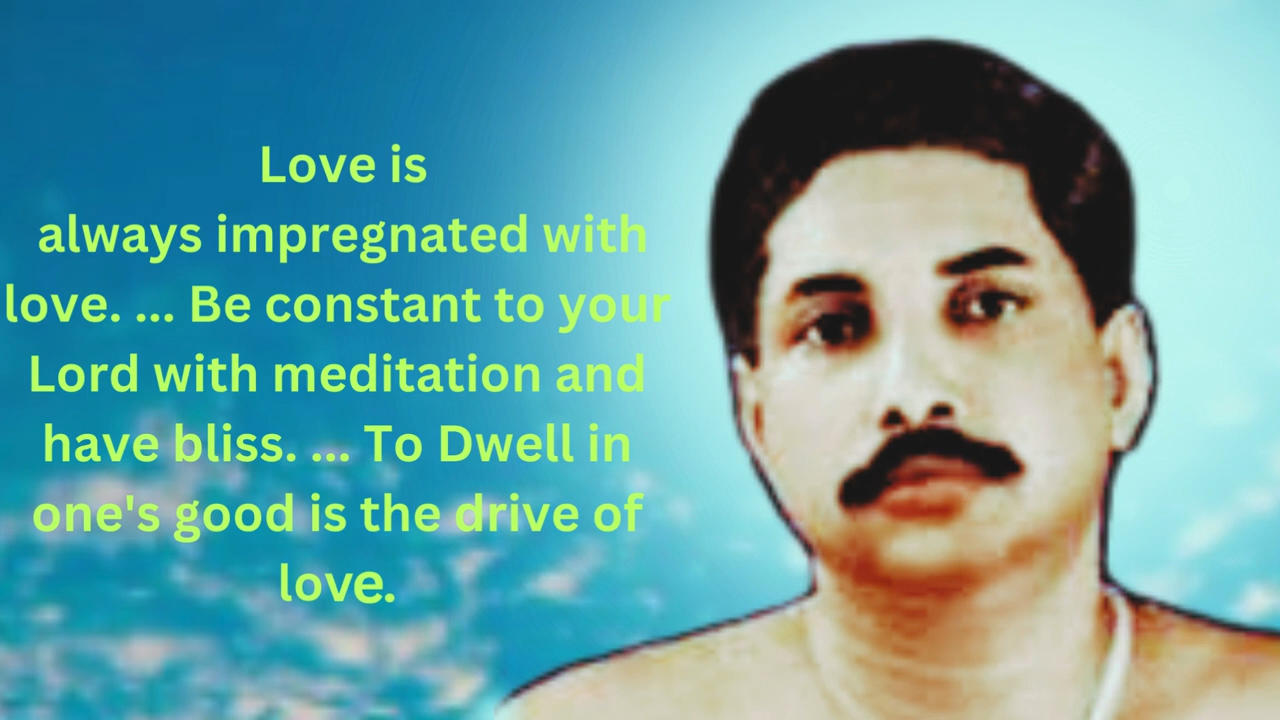 Love is
always impregnated with
love. ... Be constant to your
Lord with meditation and
have bliss. ... To Dwell in
one's good is the drive of
love.